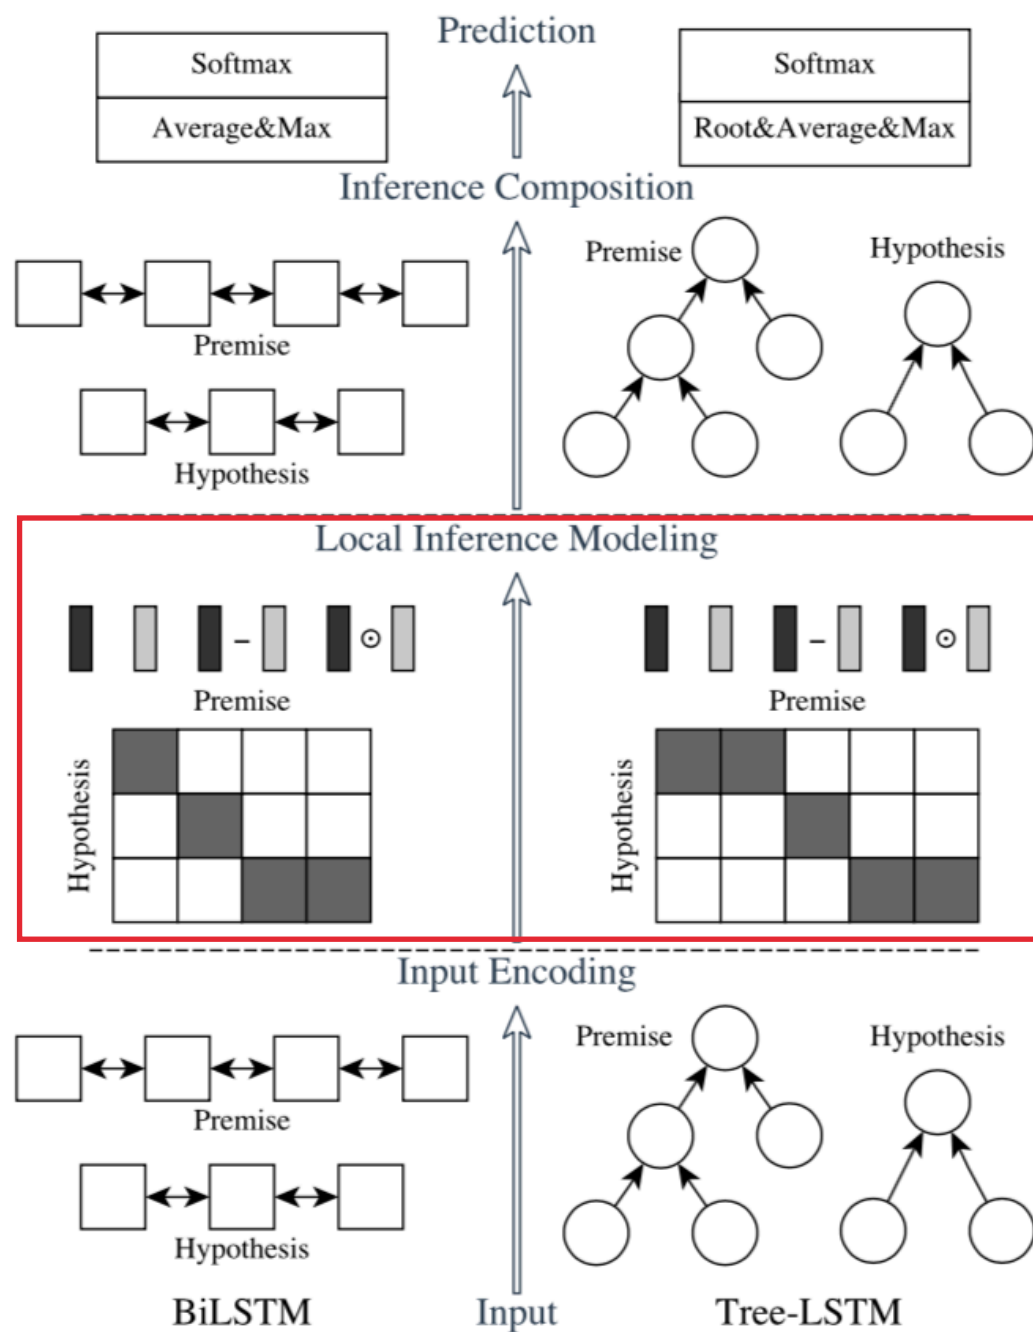 Prediction
Softmax
Average&Max
Softmax
Root&Average&Max
Inference Composition
Premise
Hypothesis
Premise
Hypothesis
Local Inference Modeling
–
⊙
–
⊙
Premise
Hypothesis
Premise
Hypothesis
Input Encoding
Premise
Hypothesis
Premise
Hypothesis
BiLSTM
Input
Tree-LSTM